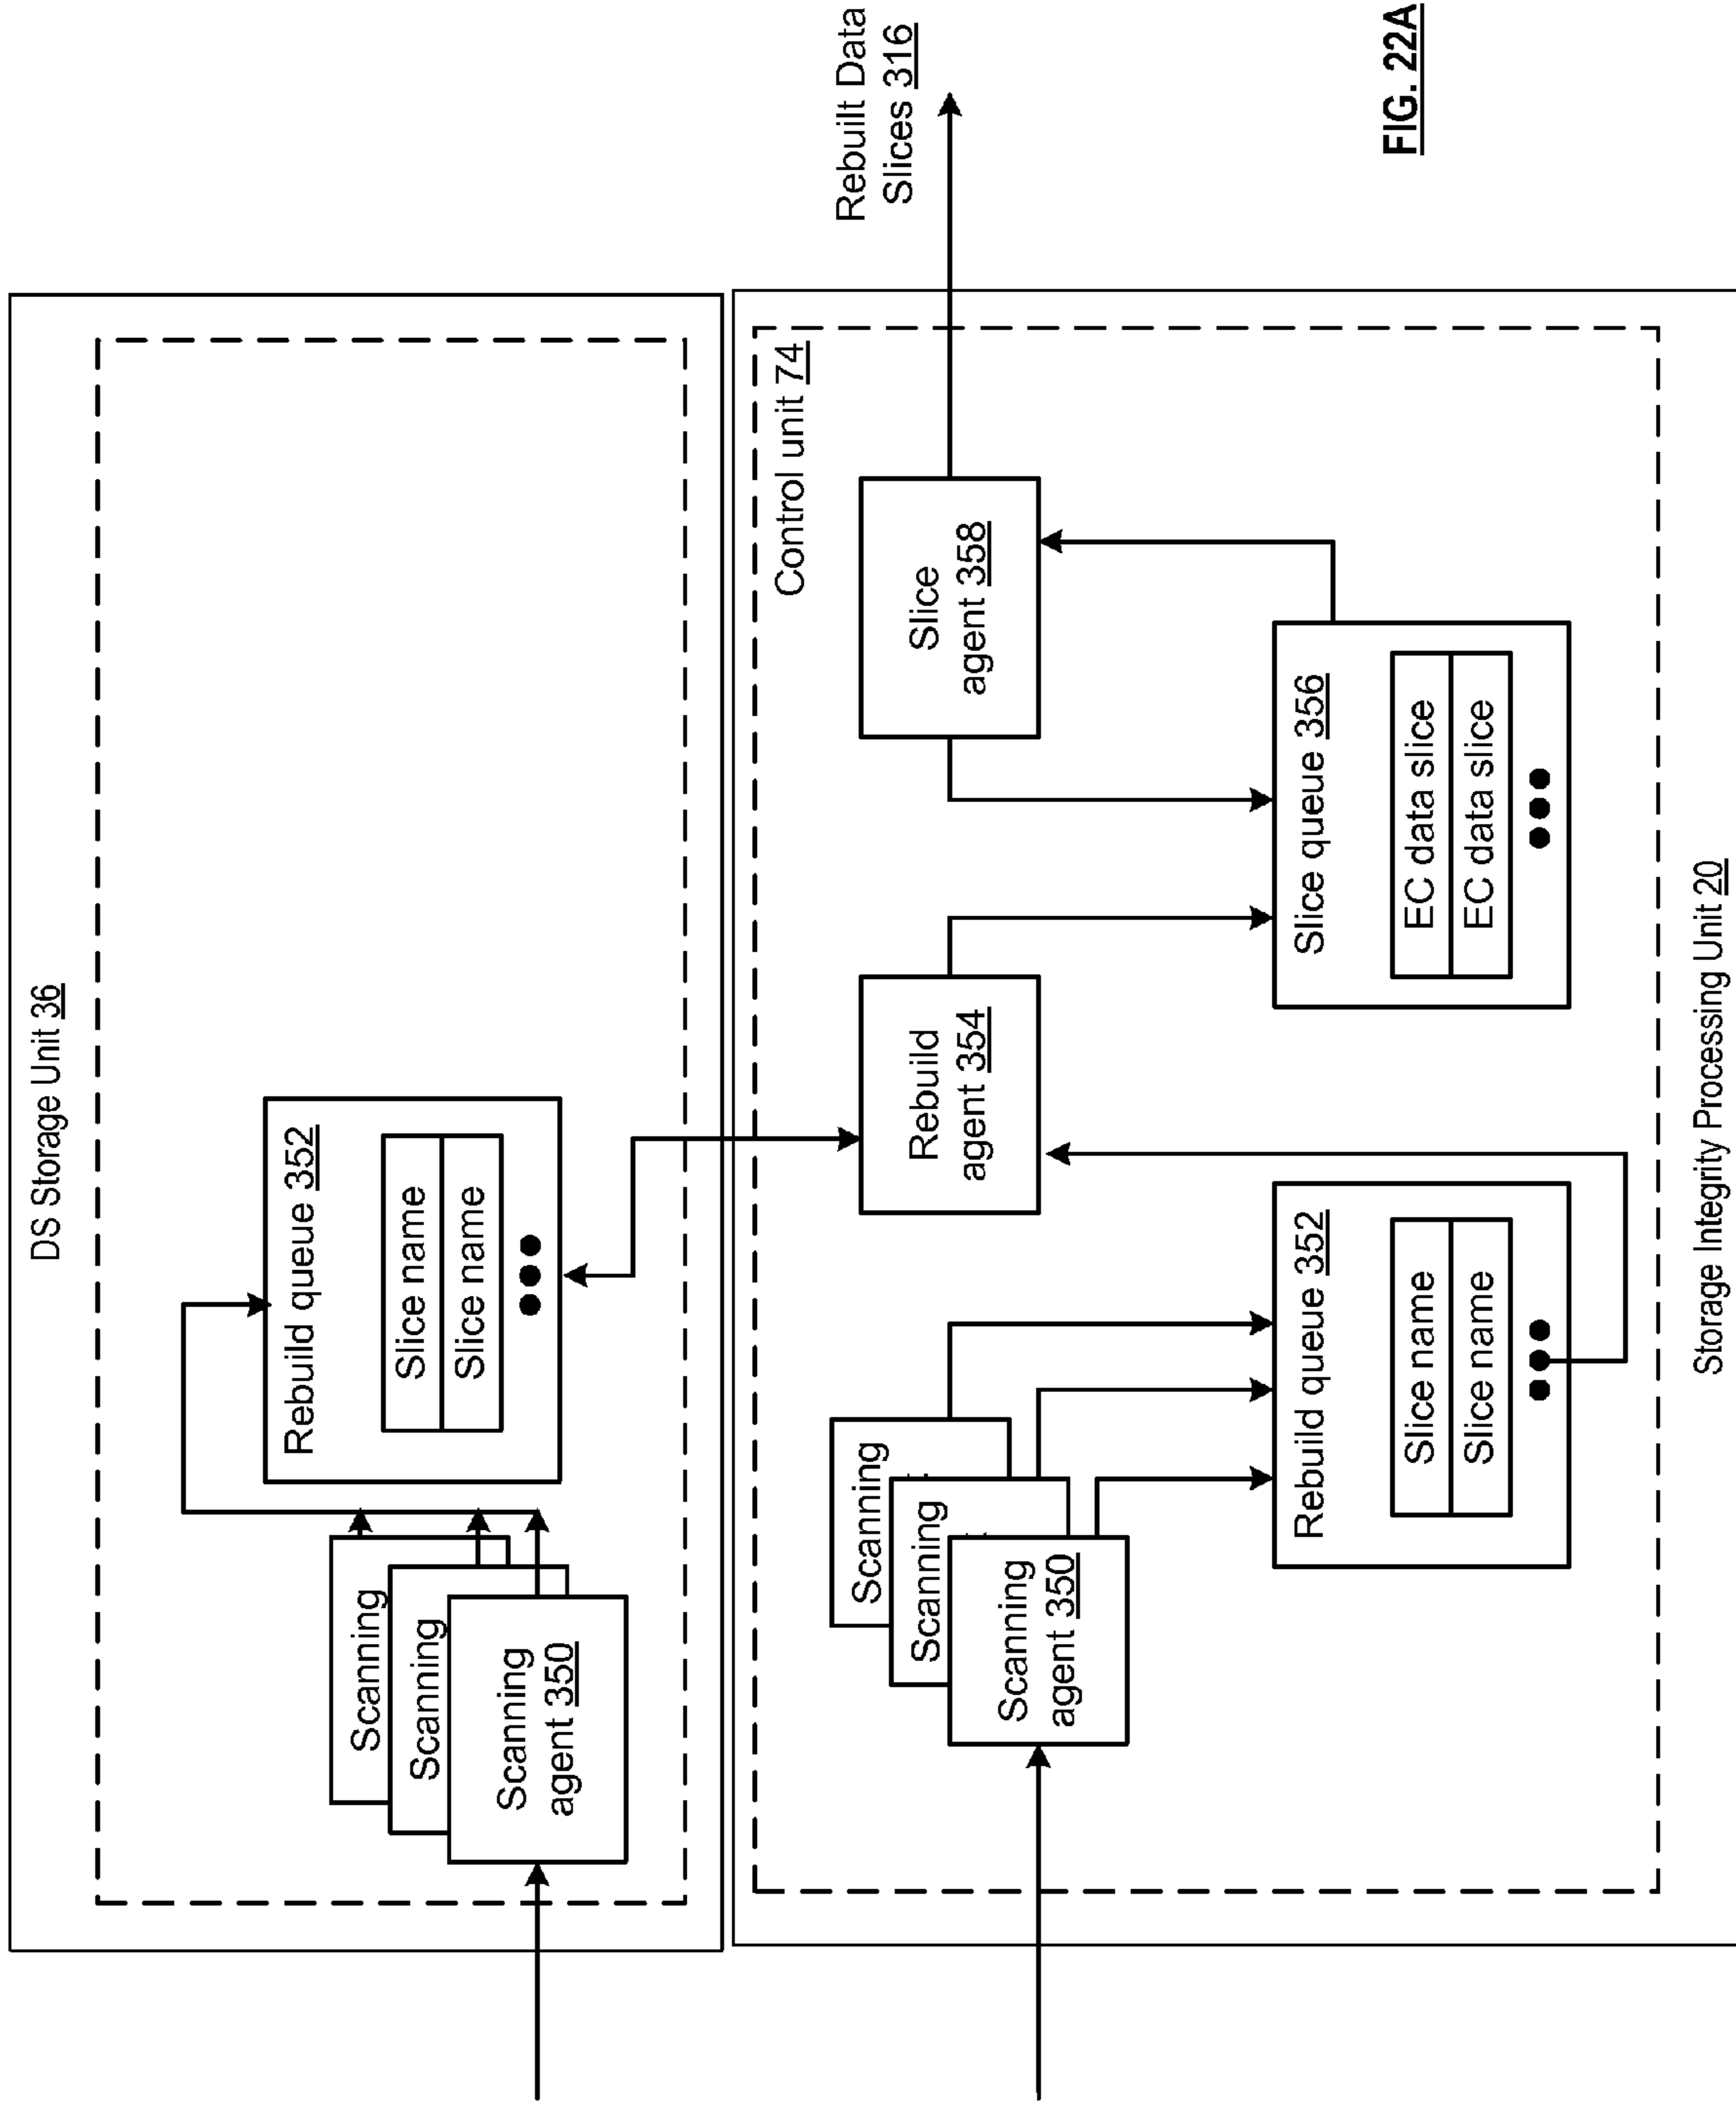 DS Storage Unit 36
Scanning
Scanning
Scanning
agent 350
Rebuild queue 352
Slice name
Slice name
Control unit 74
Scanning
Scanning
Scanning
agent 350
Rebuild
agent 354
Slice
agent 358
Rebuilt Data
Slices 316
Rebuild queue 352
Slice name
Slice name
Slice queue 356
EC data slice
EC data slice
Storage Integrity Processing Unit 20
FIG. 22A